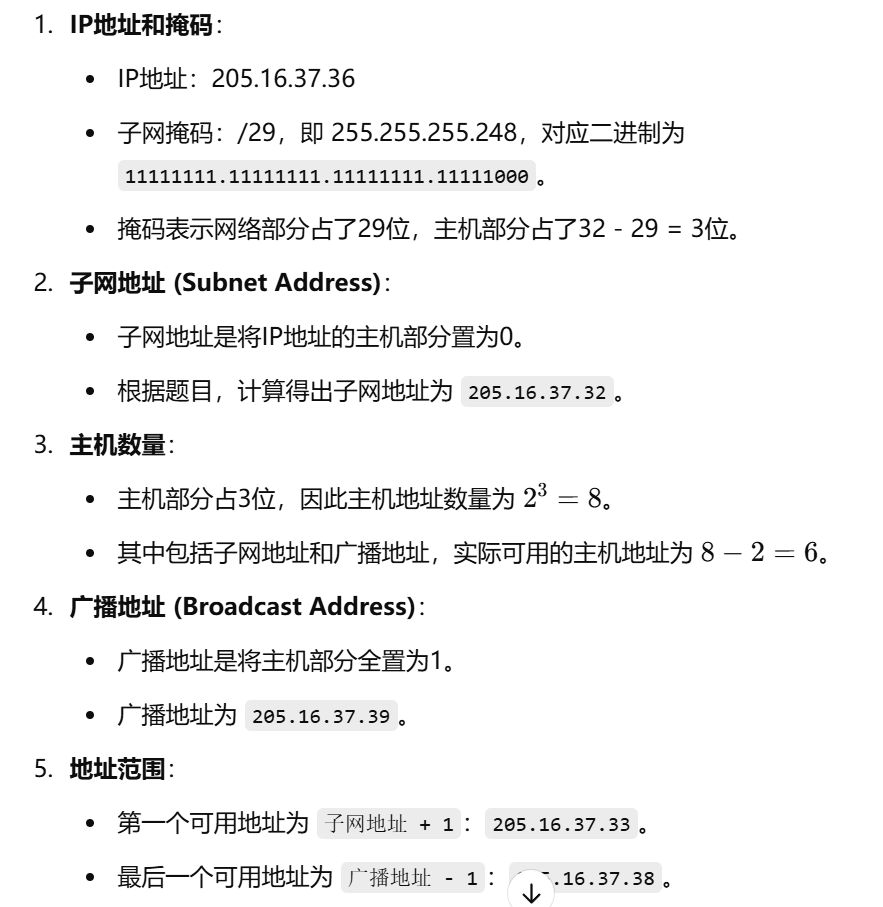 1. IP地址和掩码：
• IP地址：205.16.37.36
• 子网掩码：/29，即 255.255.255.248，对应二进制为
11111111.11111111.11111111.11111000 。
• 掩码表示网络部分占了29位，主机部分占了32 - 29 = 3位。
2. 子网地址 (Subnet Address)：
• 子网地址是将IP地址的主机部分置为0。
• 根据题目，计算得出子网地址为 205.16.37.32 。
3. 主机数量：
• 主机部分占3位，因此主机地址数量为 2³ = 8。
• 其中包括子网地址和广播地址，实际可用的主机地址为 8 − 2 = 6。
4. 广播地址 (Broadcast Address)：
• 广播地址是将主机部分全置为1。
• 广播地址为 205.16.37.39 。
5. 地址范围：
• 第一个可用地址为 子网地址 + 1 ： 205.16.37.33 。
• 最后一个可用地址为 广播地址 - 1 ： .16.37.38 。